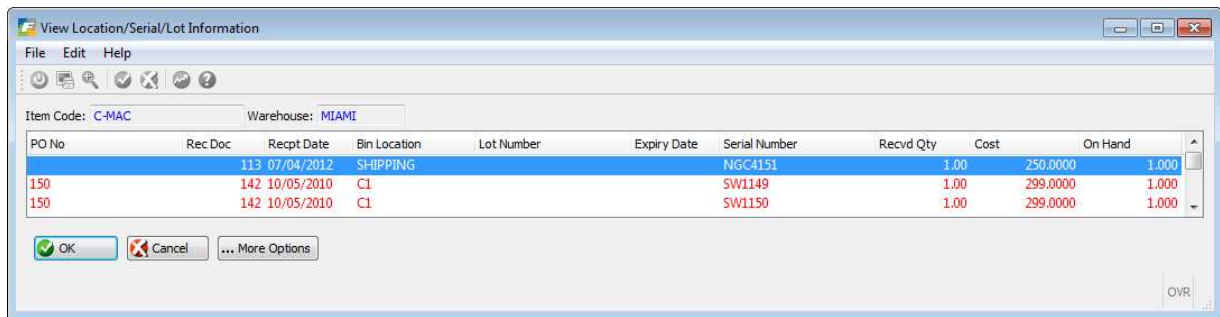 View Location/Serial/Lot Information
File Edit Help
Item Code: C-MAC Warehouse: MIAMI
PO No Rec Doc Recpt Date Bin Location Lot Number Expiry Date Serial Number Recvd Qty Cost On Hand
113 07/04/2012 SHIPPING NGC4151 1.00 250.0000 1.000
150 142 10/05/2010 C1 SW1149 1.00 299.0000 1.000
150 142 10/05/2010 C1 SW1150 1.00 299.0000 1.000
OK Cancel ... More Options
OVR